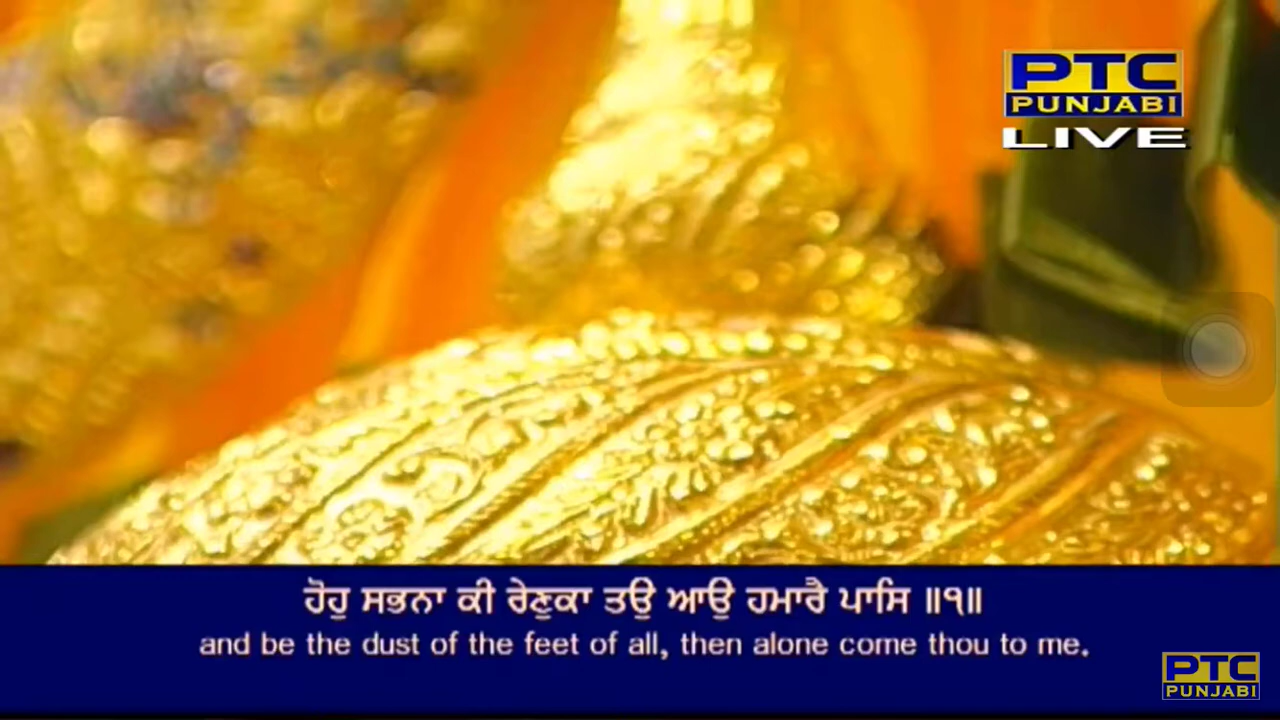 PTC
PUNJABI
LIVE
ਹੋਹੁ ਸਭਨਾ ਕੀ ਰੇਣੁਕਾ ਤਉ ਆਉ ਹਮਾਰੈ ਪਾਸਿ ॥੧॥
and be the dust of the feet of all, then alone come thou to me.
PTC
PUNJABI